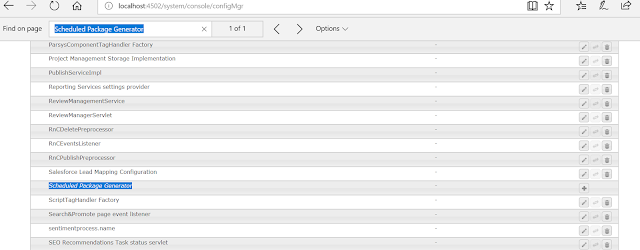 localhost:4502/system/console/configMgr
Find on page Scheduled Package Generator 1 of 1 Options
ParsysComponentTagHandler Factory -
Project Management Storage Implementation -
PublishServiceImpl -
Reporting Services settings provider -
ReviewManagementService -
ReviewManagerServlet -
RnCDeletePreprocessor -
RnCEventsListener -
RnCPublishPreprocessor -
Salesforce Lead Mapping Configuration -
Scheduled Package Generator
ScriptTagHandler Factory -
Search&Promote page event listener -
sentimentprocess.name -
SEO Recommendations Task status servlet -